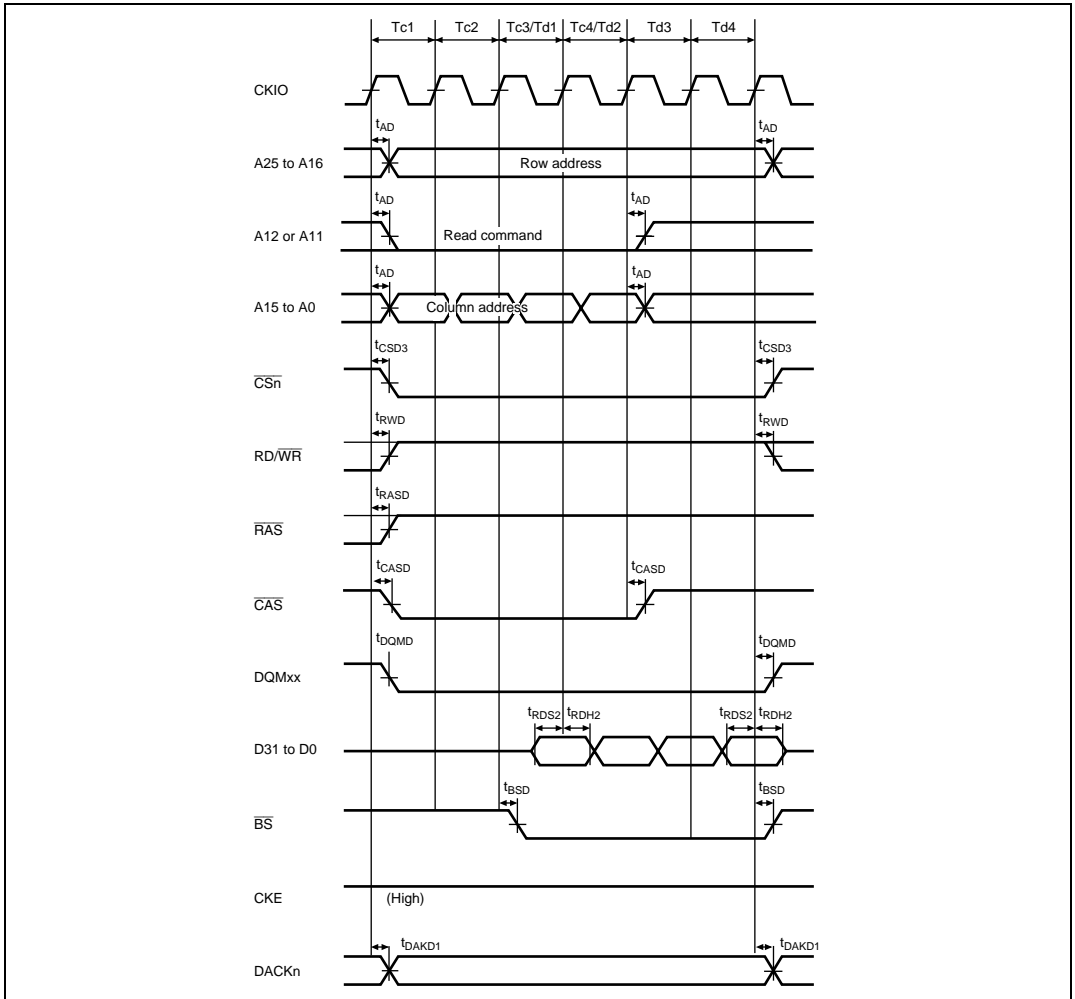 Tc1 Tc2 Tc3/Td1 Tc4/Td2 Td3 Td4
CKIO
tAD tAD
A25 to A16 Row address
tAD tAD
A12 or A11 Read command
tAD tAD
A15 to A0 Column address
tCSD3 tCSD3
CSn
tRWD tRWD
RD/WR
tRASD
RAS
tCASD tCASD
CAS
tDQMD tDQMD
DQMxx
tRDS2 tRDH2 tRDS2 tRDH2
D31 to D0
tBSD tBSD
BS
CKE (High)
tDAKD1 tDAKD1
DACKn